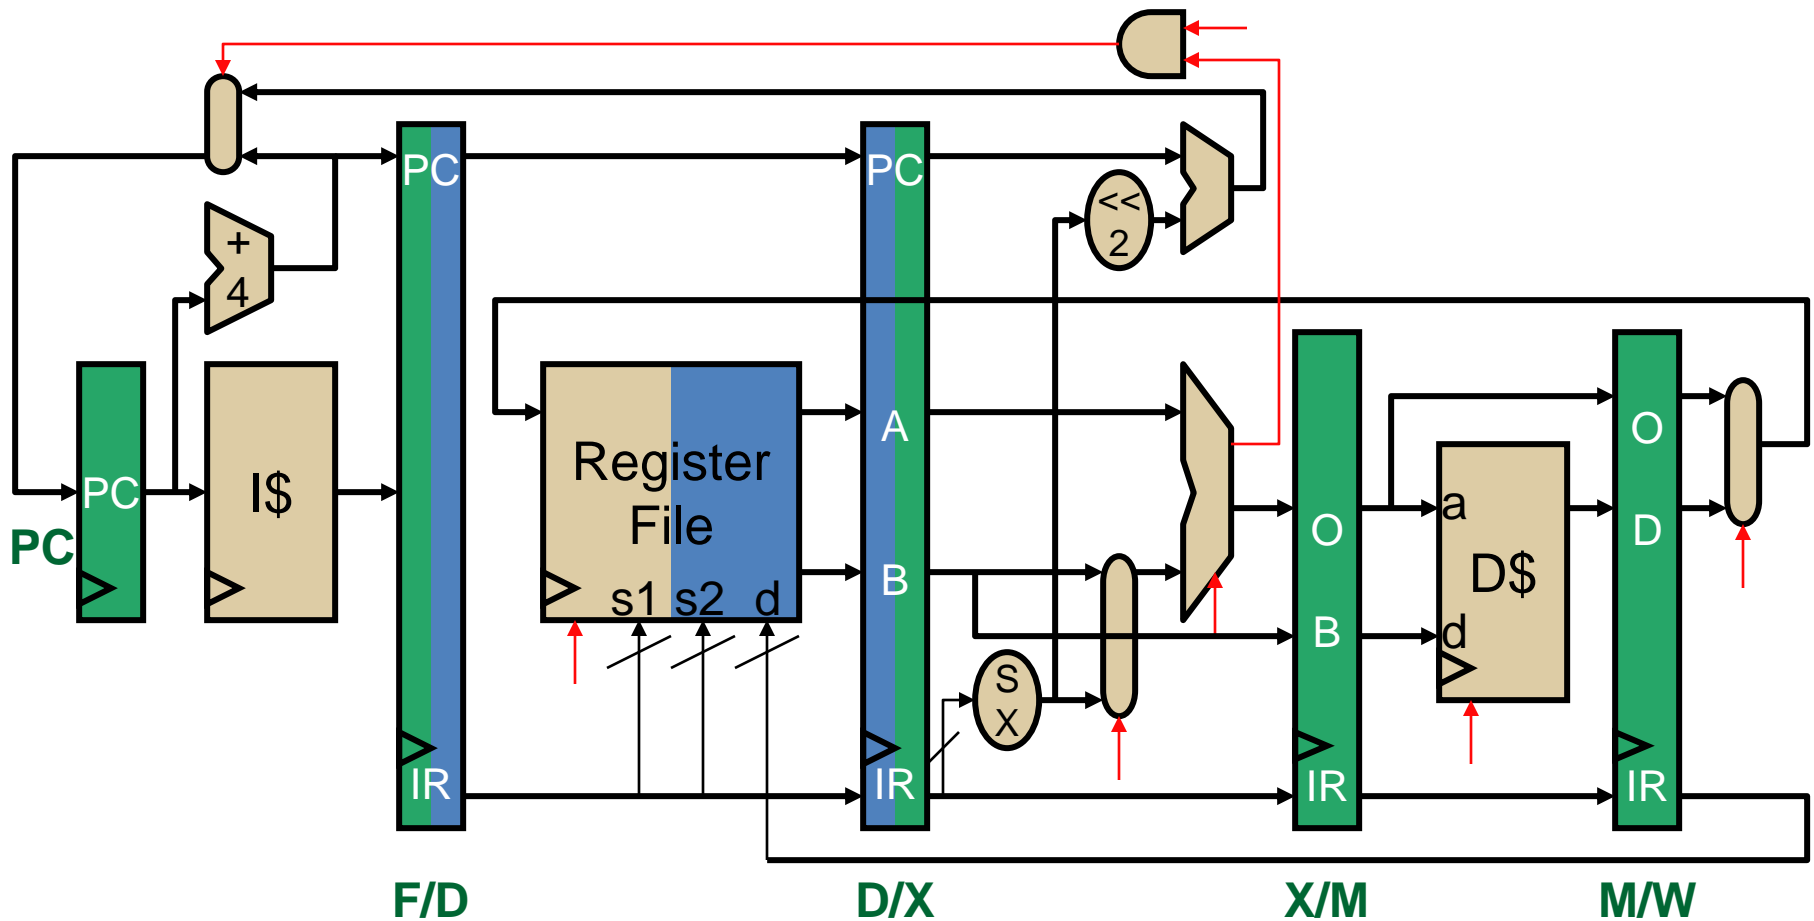 PC
PC
<<
2
+
4
A
O
Register
PC
I$
a
File
O
D
PC
D$
B
s1
s2
d
B
d
S
X
IR
IR
IR
IR
F/D
D/X
X/M
M/W